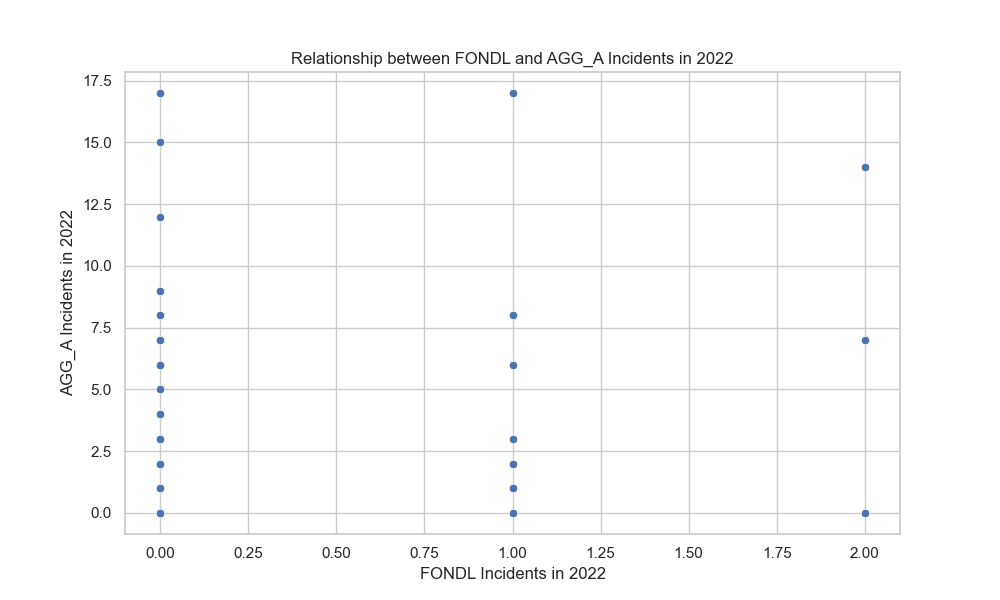 Relationship between FONDL and AGG_A Incidents in 2022
17.5
15.0
12.5
10.0
7.5
5.0
2.5
0.0
AGG_A Incidents in 2022
0.00 0.25 0.50 0.75 1.00 1.25 1.50 1.75 2.00
FONDL Incidents in 2022